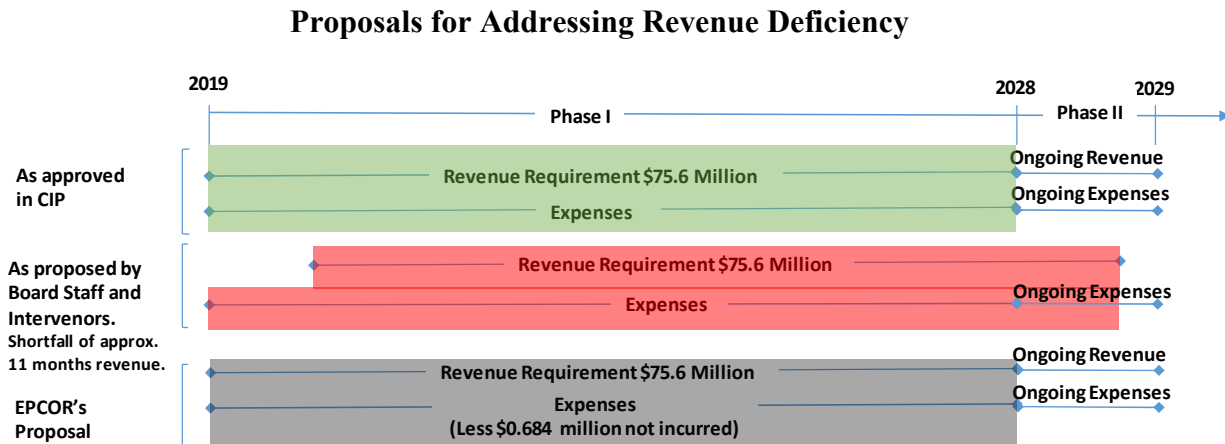 Proposals for Addressing Revenue Deficiency
2019
2028
2029
Phase I
Phase II
As approved
in CIP
Revenue Requirement $75.6 Million
Expenses
Ongoing Revenue
Ongoing Expenses
As proposed by
Board Staff and
Intervenors.
Shortfall of approx.
11 months revenue.
Revenue Requirement $75.6 Million
Expenses
Ongoing Expenses
EPCOR’s
Proposal
Revenue Requirement $75.6 Million
Expenses
(Less $0.684 million not incurred)
Ongoing Revenue
Ongoing Expenses